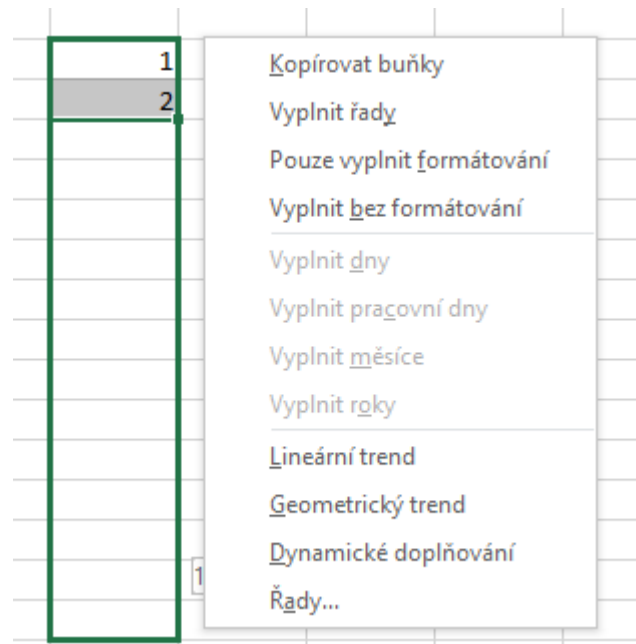 1
2
Kopírovat buňky
Vyplnit řady
Pouze vyplnit formátování
Vyplnit bez formátování
Vyplnit dny
Vyplnit pracovní dny
Vyplnit měsíce
Vyplnit roky
Lineární trend
Geometrický trend
Dynamické doplňování
1
Řady...